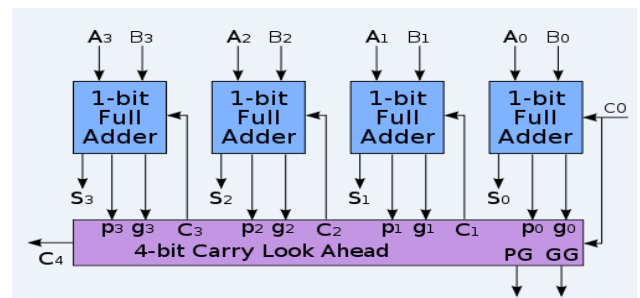 A3 B3 A2 B2 A1 B1 A0 B0
1-bit Full Adder
1-bit Full Adder
1-bit Full Adder
1-bit Full Adder
C0
S3 S2 S1 S0
p3 g3 C3 p2 g2 C2 p1 g1 C1 p0 g0
4-bit Carry Look Ahead PG GG
C4